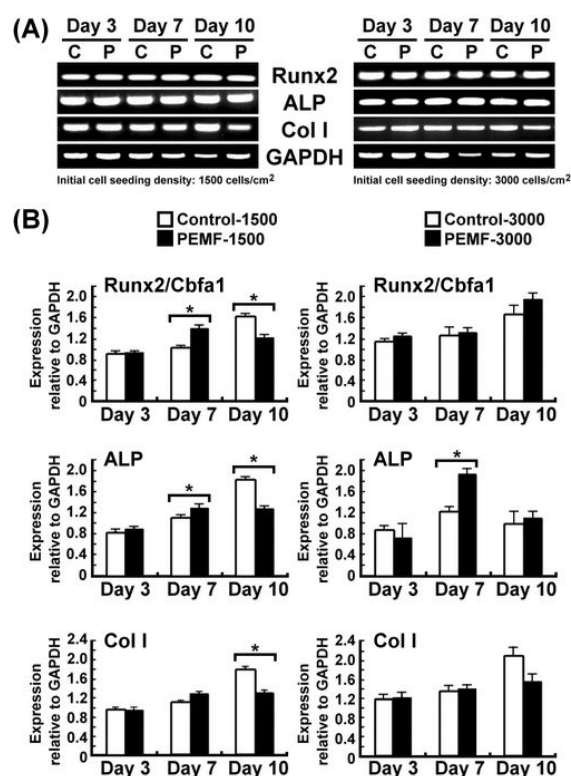 (A)
Day 3 Day 7 Day 10 Day 3 Day 7 Day 10
C P C P C P C P C P C P
Runx2
ALP
Col I
GAPDH
Initial cell seeding density: 1500 cells/cm2 Initial cell seeding density: 3000 cells/cm2
(B)
Control-1500 Control-3000
PEMF-1500 PEMF-3000
Runx2/Cbfa1 Runx2/Cbfa1
Expression relative to GAPDH
2.0
1.6
1.2
0.8
0.4
* *
Day 3 Day 7 Day 10
Expression relative to GAPDH
2.0
1.6
1.2
0.8
0.4
Day 3 Day 7 Day 10
ALP ALP
Expression relative to GAPDH
2.0
1.6
1.2
0.8
0.4
* *
Day 3 Day 7 Day 10
Expression relative to GAPDH
2.0
1.6
1.2
0.8
0.4
*
Day 3 Day 7 Day 10
Col I Col I
Expression relative to GAPDH
2.4
2.0
1.6
1.2
0.8
0.4
*
Day 3 Day 7 Day 10
Expression relative to GAPDH
2.4
2.0
1.6
1.2
0.8
0.4
Day 3 Day 7 Day 10